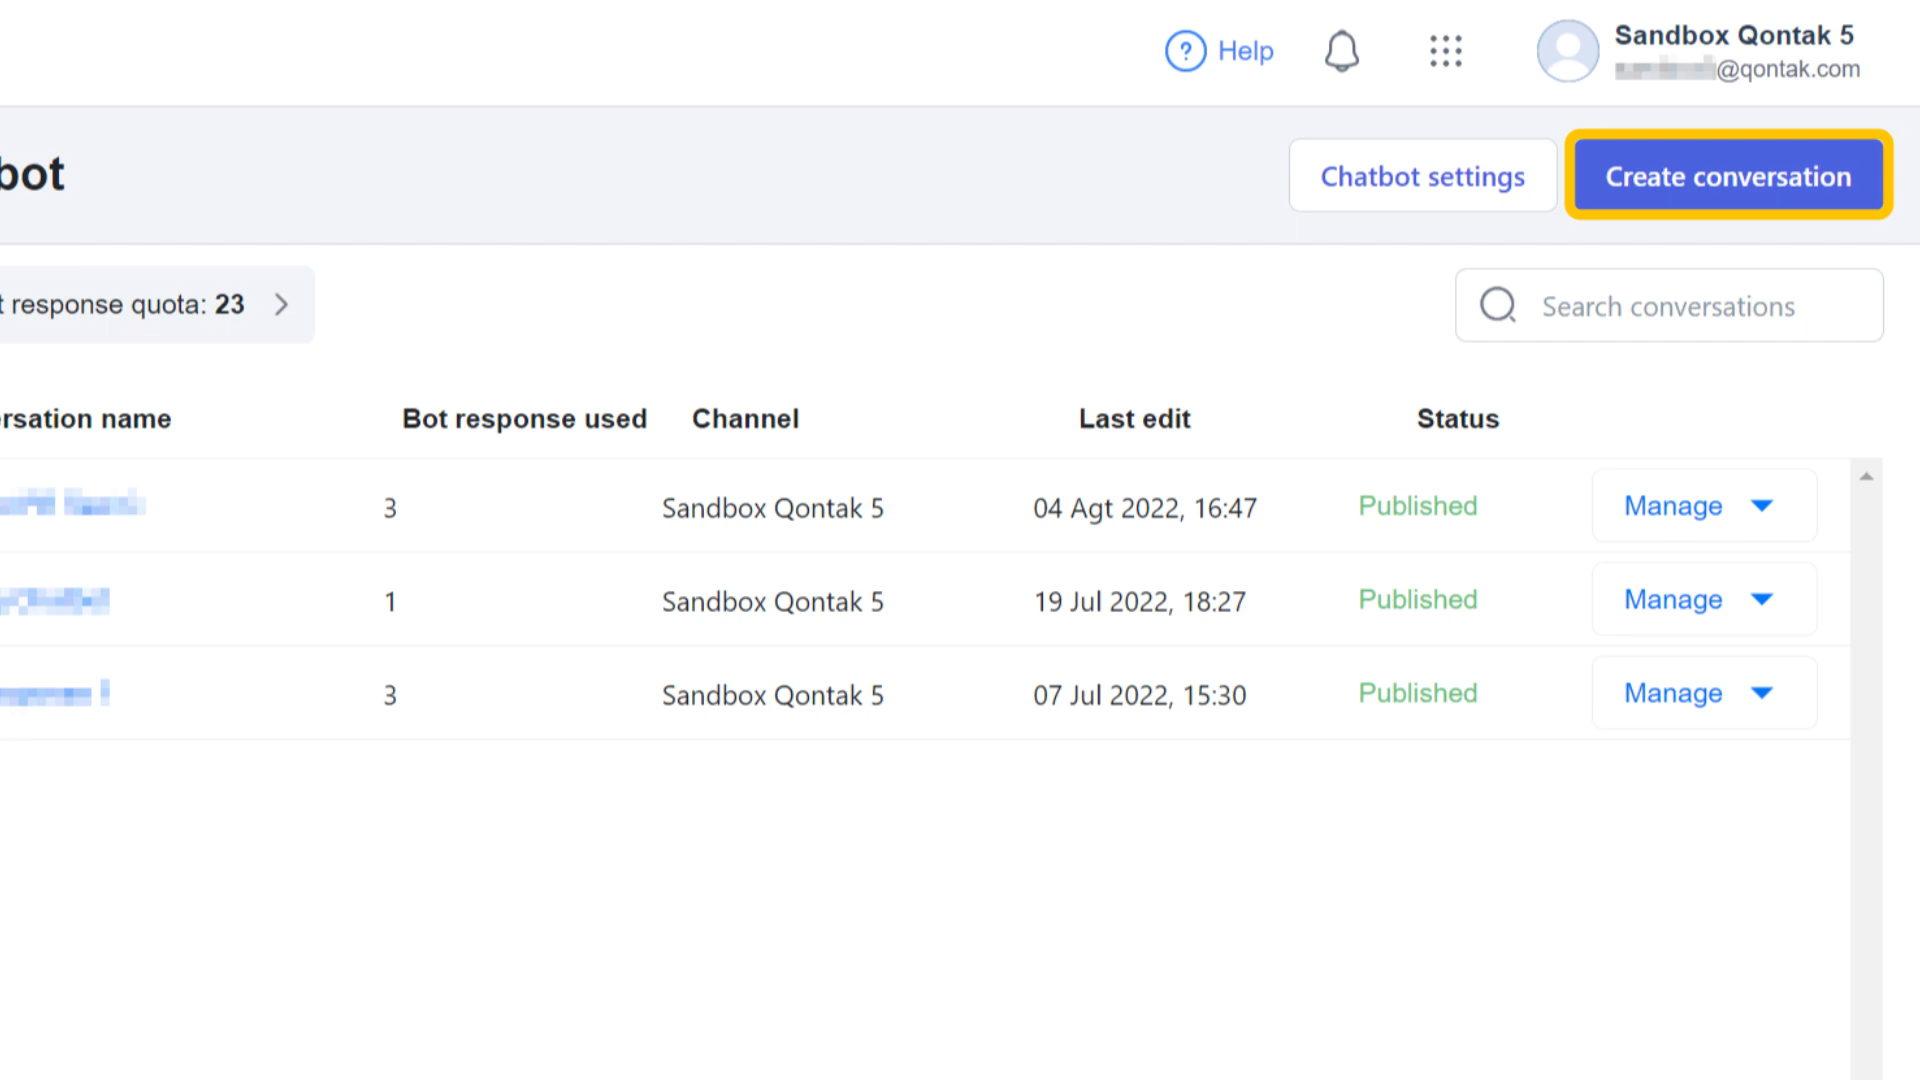 Help
Sandbox Qontak 5
@qontak.com
bot
Chatbot settings
Create conversation
response quota: 23
Search conversations
rsation name
Bot response used
Channel
Last edit
Status
3
Sandbox Qontak 5
04 Agt 2022, 16:47
Published
Manage
1
Sandbox Qontak 5
19 Jul 2022, 18:27
Published
Manage
3
Sandbox Qontak 5
07 Jul 2022, 15:30
Published
Manage